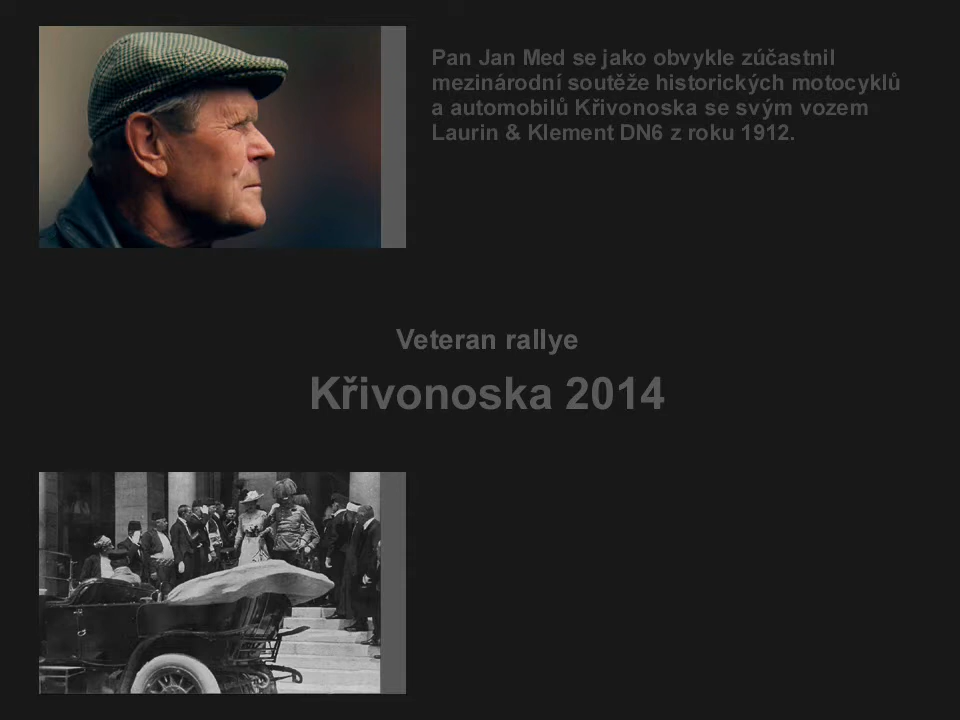 Pan Jan Med se jako obvykle zúčastnil
mezinárodní soutěže historických motocyklů
a automobilů Křivonoska se svým vozem
Laurin & Klement DN6 z roku 1912.
Veteran rallye
Křivonoska 2014